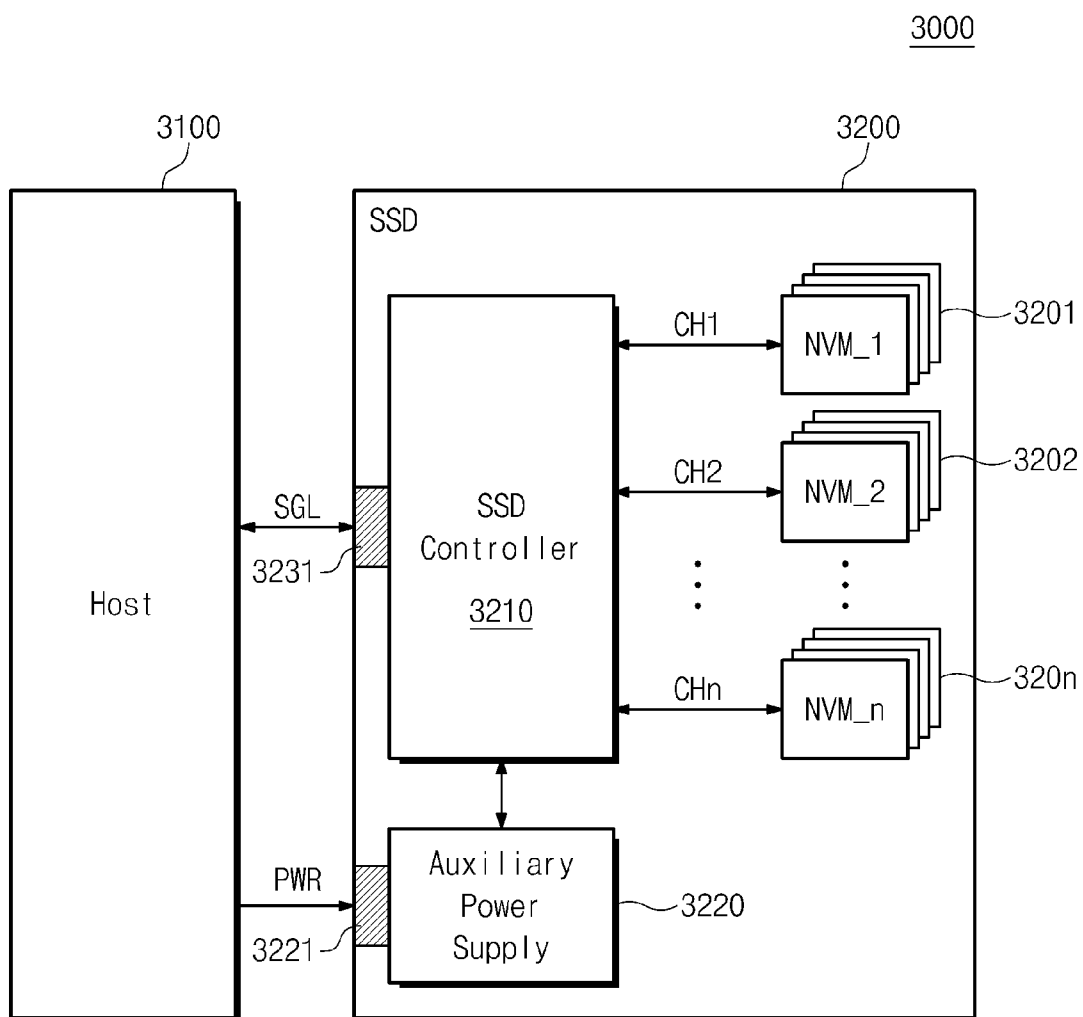 3000
3100
3200
SSD
CH1
NVM_1
3201
CH2
NVM_2
3202
SGL
3231
SSD
Controller
3210
Host
CHn
NVM_n
320n
PWR
3221
Auxiliary
Power
Supply
3220